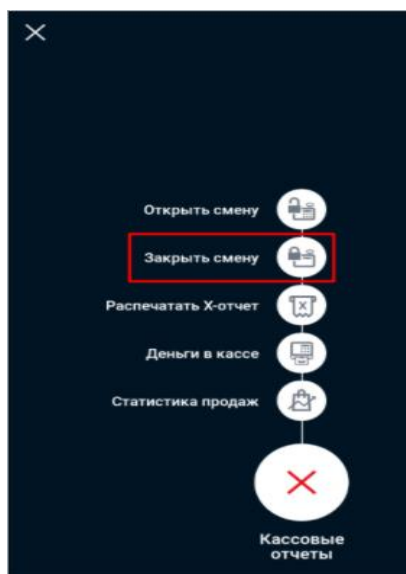 Открыть смену
Закрыть смену
Распечатать X-отчет
Деньги в кассе
Статистика продаж
Кассовые
отчеты